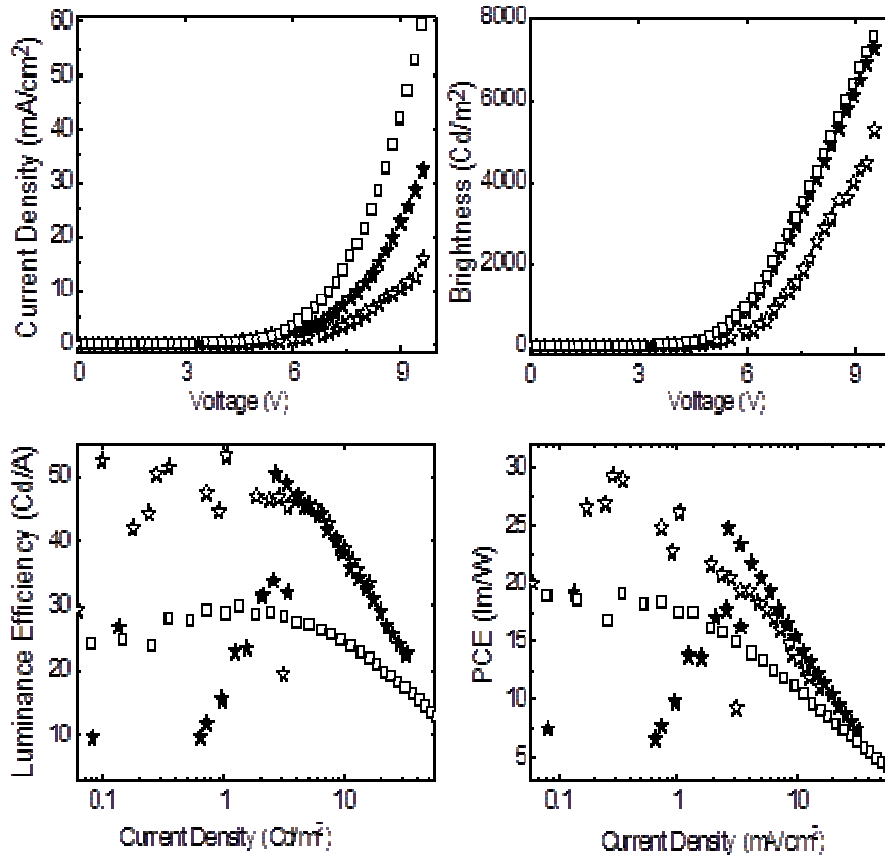 Current Density (mA/cm²)
60
50
40
30
20
10
0
0 3 6 9
Voltage (V)
Brightness (Cd/m²)
8000
6000
4000
2000
0
0 3 6 9
Voltage (V)
Luminance Efficiency (Cd/A)
50
40
30
20
10
0.1 1 10
Current Density (Cd/m²)
PCE (lm/W)
30
25
20
15
10
5
0.1 1 10
Current Density (mA/cm²)